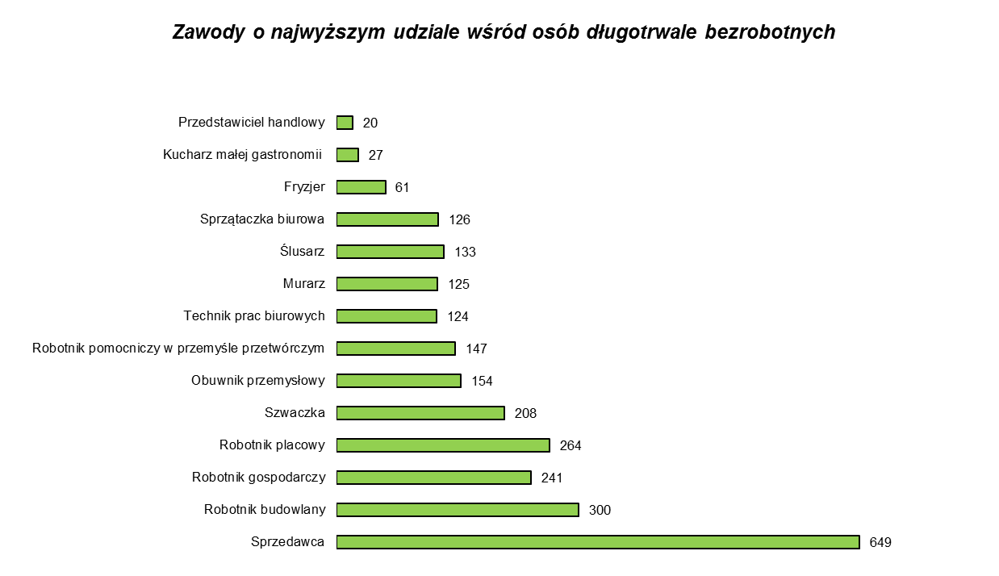 Zawody o najwyższym udziale wśród osób długotrwale bezrobotnych
Przedstawiciel handlowy 20
Kucharz małej gastronomii 27
Fryzjer 61
Sprzątaczka biurowa 126
Ślusarz 133
Murarz 125
Technik prac biurowych 124
Robotnik pomocniczy w przemyśle przetwórczym 147
Obuwnik przemysłowy 154
Szwaczka 208
Robotnik placowy 264
Robotnik gospodarczy 241
Robotnik budowlany 300
Sprzedawca 649